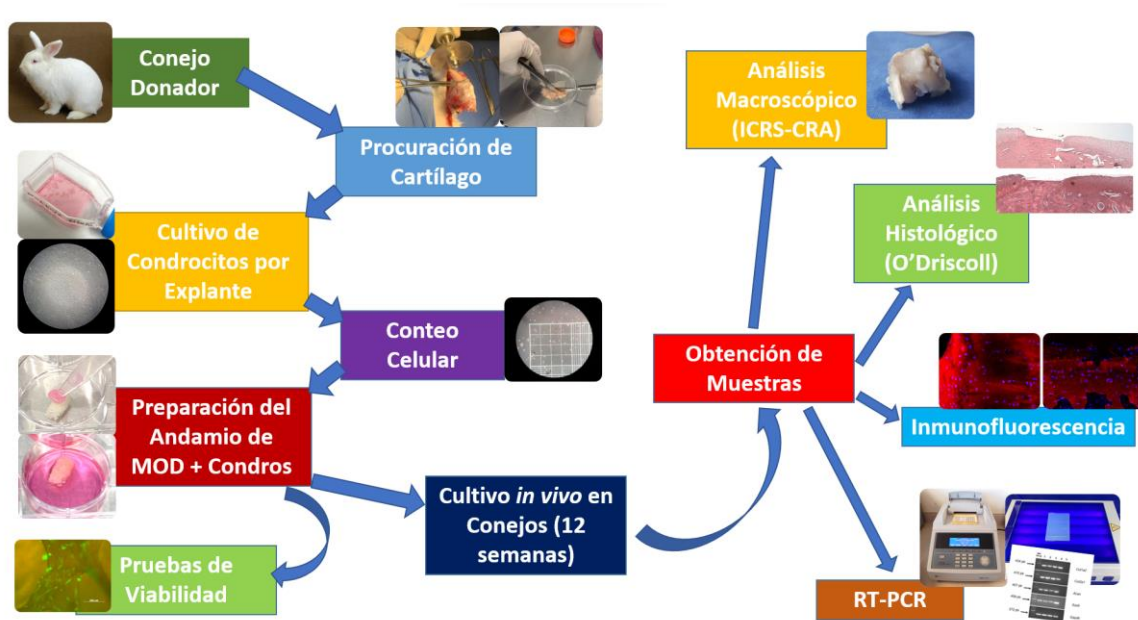 Conejo
Donador
Procuración de
Cartílago
Cultivo de
Condrocitos por
Explante
Conteo
Celular
Preparación del
Andamio de
MOD + Condros
Pruebas de
Viabilidad
Cultivo in vivo en
Conejos (12
semanas)
Obtención de
Muestras
Análisis
Macroscópico
(ICRS-CRA)
Análisis
Histológico
(O’Driscoll)
Inmunofluorescencia
RT-PCR